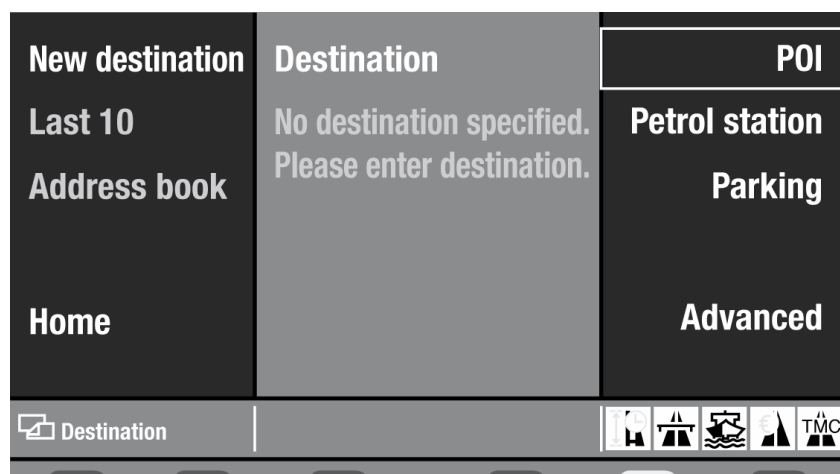 New destination
Last 10
Address book
Home
Destination
No destination specified.
Please enter destination.
POI
Petrol station
Parking
Advanced
Destination
€
TMC